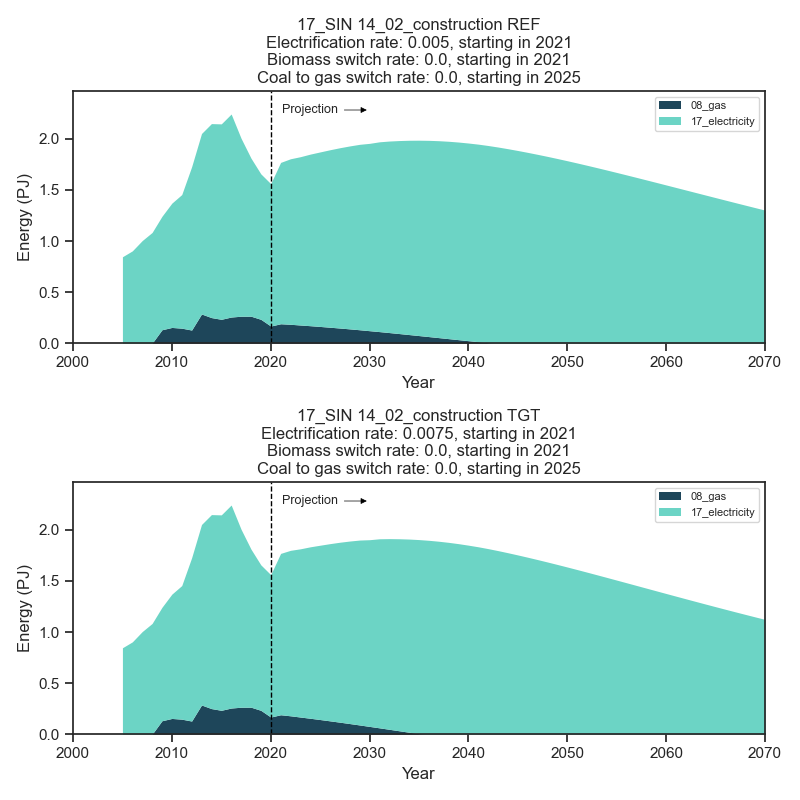 17_SIN 14_02_construction REF
Electrification rate: 0.005, starting in 2021
Biomass switch rate: 0.0, starting in 2021
Coal to gas switch rate: 0.0, starting in 2025
Projection
08_gas
17_electricity
Energy (PJ)
2.0
1.5
1.0
0.5
0.0
2000 2010 2020 2030 2040 2050 2060 2070
Year
17_SIN 14_02_construction TGT
Electrification rate: 0.0075, starting in 2021
Biomass switch rate: 0.0, starting in 2021
Coal to gas switch rate: 0.0, starting in 2025
Projection
08_gas
17_electricity
Energy (PJ)
2.0
1.5
1.0
0.5
0.0
2000 2010 2020 2030 2040 2050 2060 2070
Year